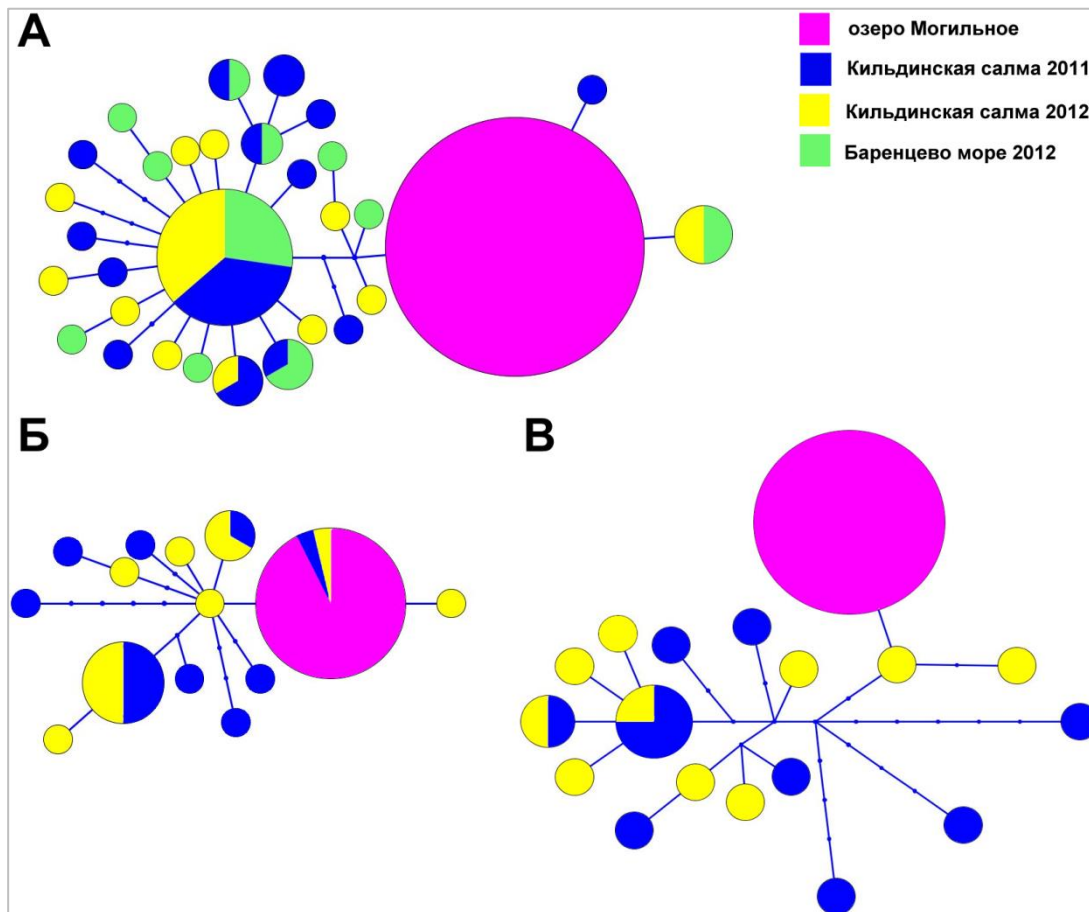 А
озеро Могильное
Кильдинская салма 2011
Кильдинская салма 2012
Баренцево море 2012
Б
В